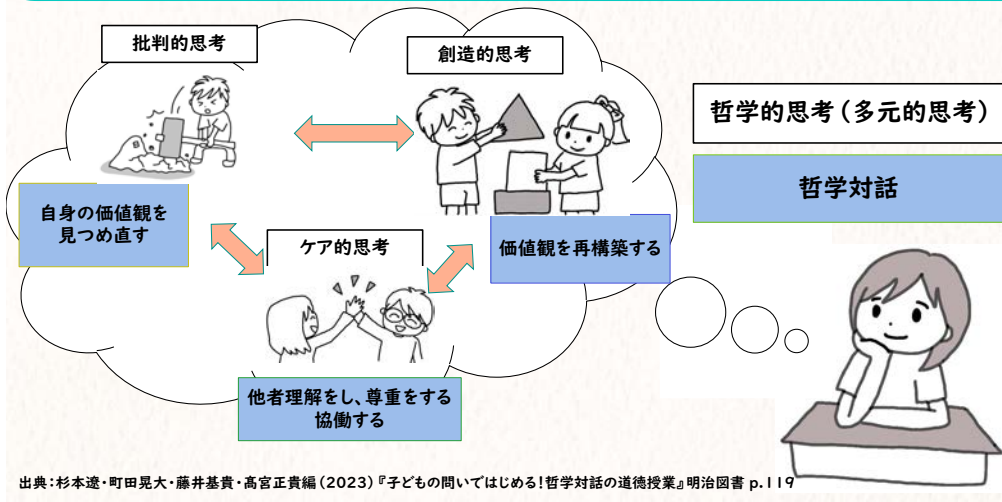 批判的思考
創造的思考
哲学的思考(多元的思考)
哲学対話
自身の価値観を
見つめ直す
ケア的思考
価値観を再構築する
他者理解をし、尊重をする
協働する
出典:杉本遼・町田晃大・藤井基貴・髙宮正貴編(2023)『子どもの問いではじめる!哲学対話の道徳授業』明治図書 p.119